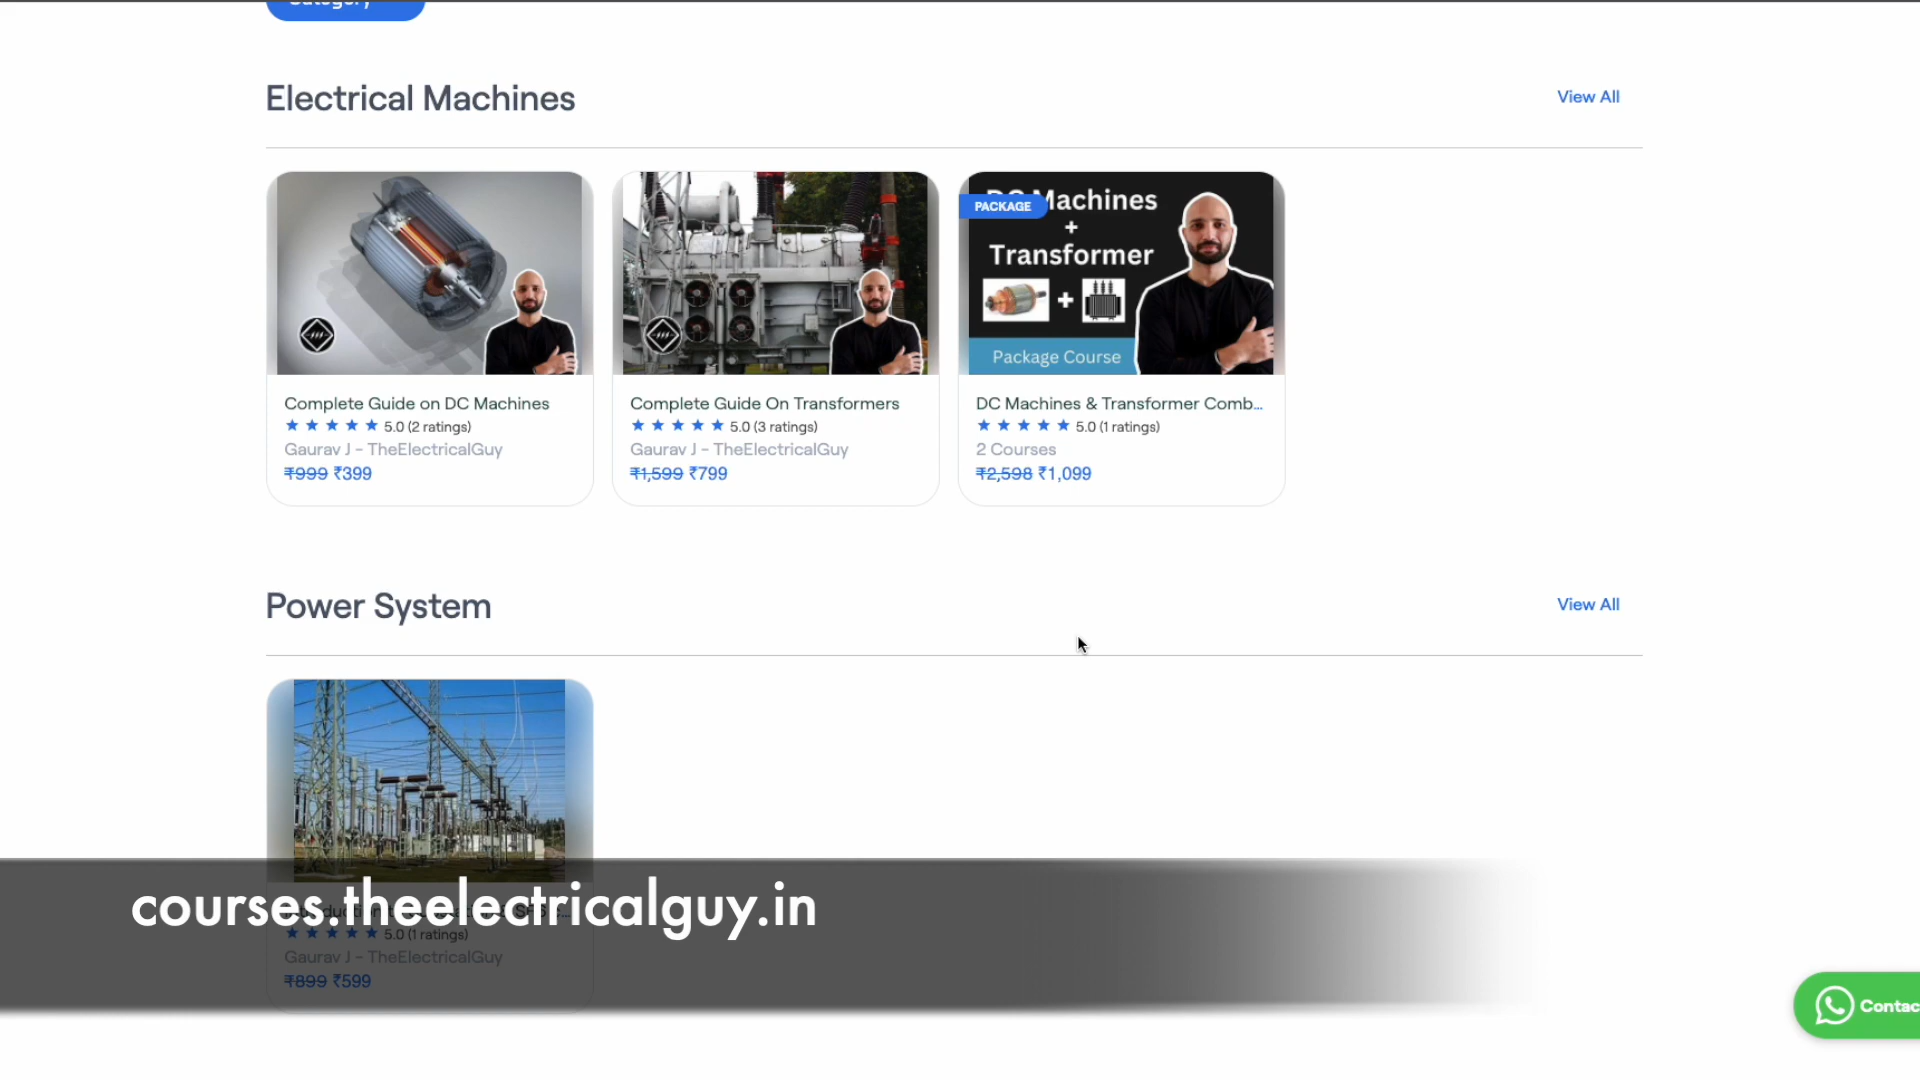 Category
Electrical Machines
View All
PACKAGE
DC Machines
+
Transformer
+
Package Course
Complete Guide on DC Machines
5.0 (2 ratings)
Gaurav J - TheElectricalGuy
₹999 ₹399
Complete Guide On Transformers
5.0 (3 ratings)
Gaurav J - TheElectricalGuy
₹1,599 ₹799
DC Machines & Transformer Comb...
5.0 (1 ratings)
2 Courses
₹2,598 ₹1,099
Power System
View All
courses.theelectricalguy.in
5.0 (1 ratings)
Gaurav J - TheElectricalGuy
₹899 ₹599
Contac